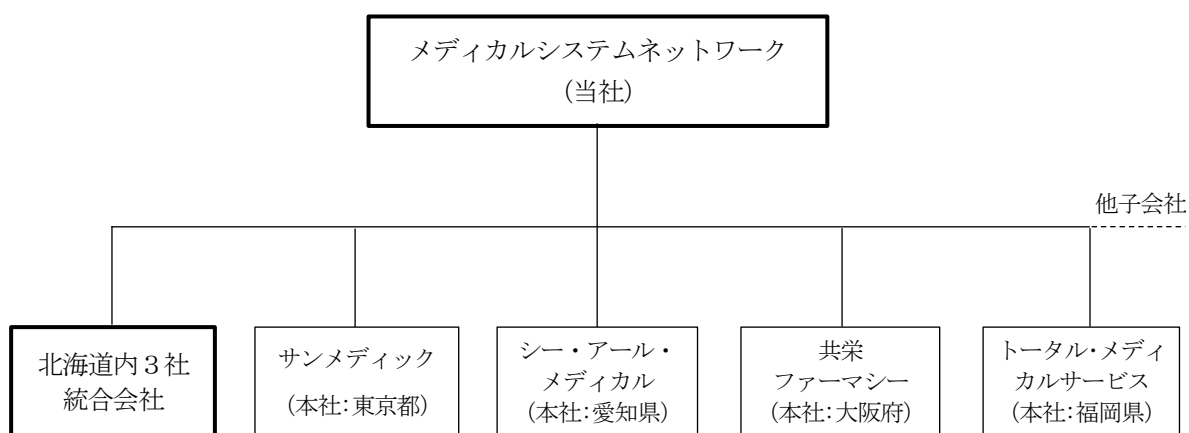 メディカルシステムネットワーク
(当社)
他子会社
北海道内3社
統合会社
サンメディック
(本社:東京都)
シー・アール・
メディカル
(本社:愛知県)
共栄
ファーマシー
(本社:大阪府)
トータル・メディ
カルサービス
(本社:福岡県)